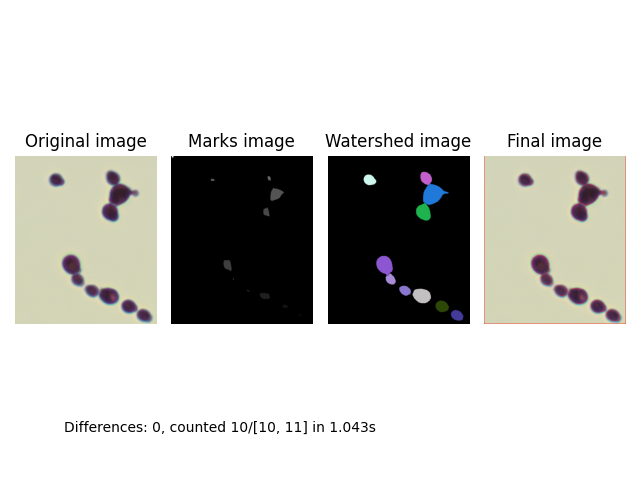 Original image
Marks image
Watershed image
Final image
Differences: 0, counted 10/[10, 11] in 1.043s